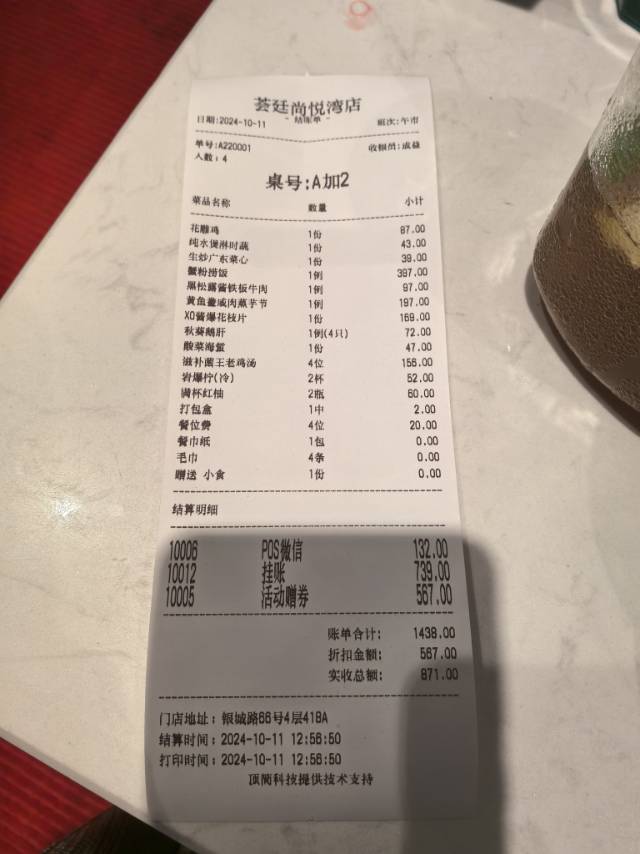 荟廷尚悦湾店
"结账单"
日期:2024-10-11 班次:午市
单号:A220001 收银员:成益
人数:4
桌号:A加2
菜品名称 数量 小计
花雕鸡 1份 87.00
纯水煲淋时蔬 1份 43.00
生炒广东菜心 1份 39.00
蟹粉捞饭 1例 397.00
黑松露酱铁板牛肉 1例 97.00
黄鱼鲞咸肉蒸芋艿 1例 197.00
XO酱爆花枝片 1份 169.00
秋葵鹅肝 1例(4只) 72.00
酸菜海蜇 1份 47.00
滋补菌王老鸡汤 4位 156.00
岩爆柠(冷) 2杯 52.00
满杯红柚 2瓶 60.00
打包盒 1中 2.00
餐位费 4位 20.00
餐巾纸 1包 0.00
毛巾 4条 0.00
赠送 小食 1份 0.00
结算明细
10006 POS微信 132.00
10012 挂账 739.00
10005 活动赠券 567.00
账单合计: 1438.00
折扣金额: 567.00
实收总额: 871.00
门店地址: 银城路66号4层418A
结算时间: 2024-10-11 12:56:50
打印时间: 2024-10-11 12:56:50
顶简科技提供技术支持